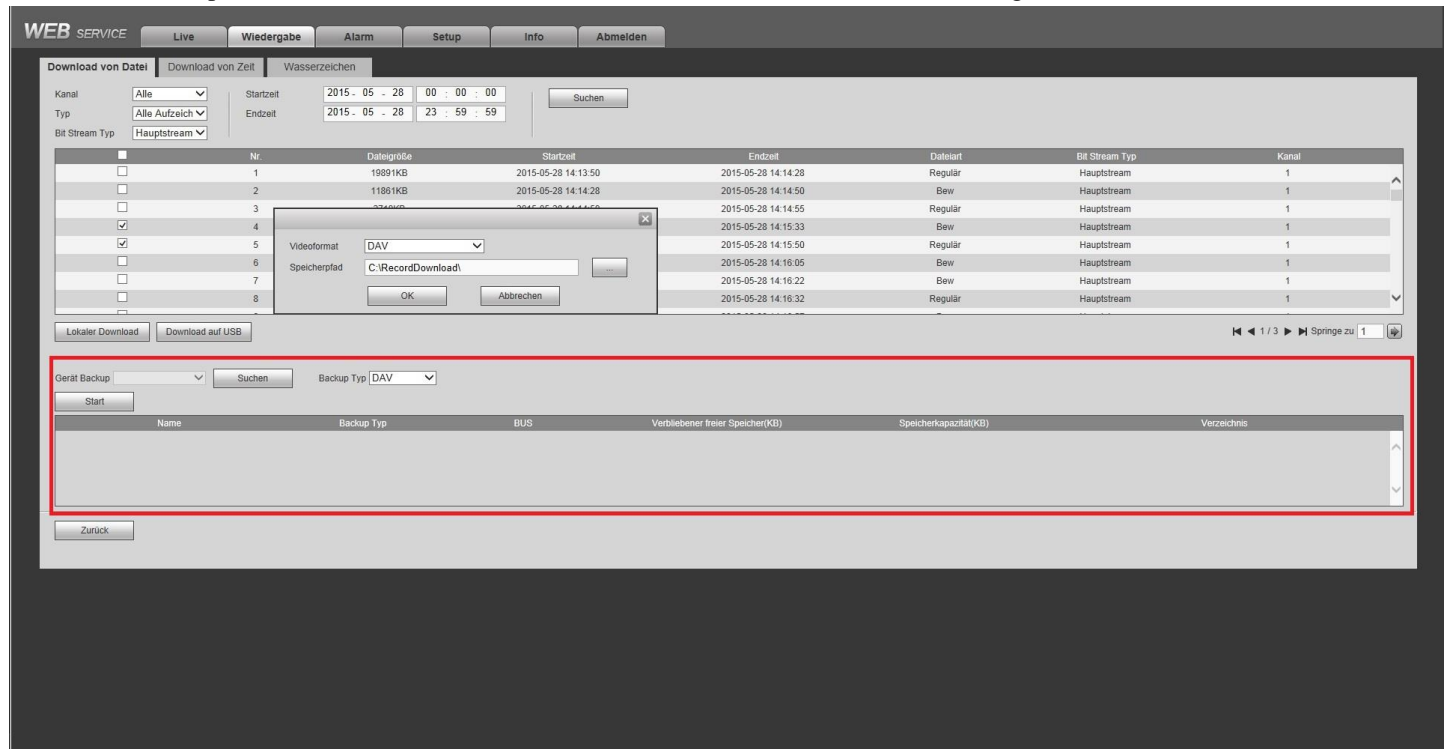 WEB SERVICE Live Wiedergabe Alarm Setup Info Abmelden
Download von Datei Download von Zeit Wasserzeichen
Kanal Alle Startzeit 2015 - 05 - 28 00 : 00 : 00 Suchen
Typ Alle Aufzeich Endzeit 2015 - 05 - 28 23 : 59 : 59
Bit Stream Typ Hauptstream
Nr. Dateigröße Startzeit Endzeit Dateiart Bit Stream Typ Kanal
1 19891KB 2015-05-28 14:13:50 2015-05-28 14:14:28 Regulär Hauptstream 1
2 11861KB 2015-05-28 14:14:28 2015-05-28 14:14:50 Bew Hauptstream 1
3 2015-05-28 14:14:55 Regulär Hauptstream 1
4 2015-05-28 14:15:33 Bew Hauptstream 1
5 Videoformat DAV 2015-05-28 14:15:50 Regulär Hauptstream 1
6 Speicherpfad C:\RecordDownload\ ... 2015-05-28 14:16:05 Bew Hauptstream 1
7 2015-05-28 14:16:22 Bew Hauptstream 1
8 OK Abbrechen 2015-05-28 14:16:32 Regulär Hauptstream 1
Lokaler Download Download auf USB 1 / 3 Springe zu 1
Gerät Backup Suchen Backup Typ DAV
Start
Name Backup Typ BUS Verbliebener freier Speicher(KB) Speicherkapazität(KB) Verzeichnis
Zurück